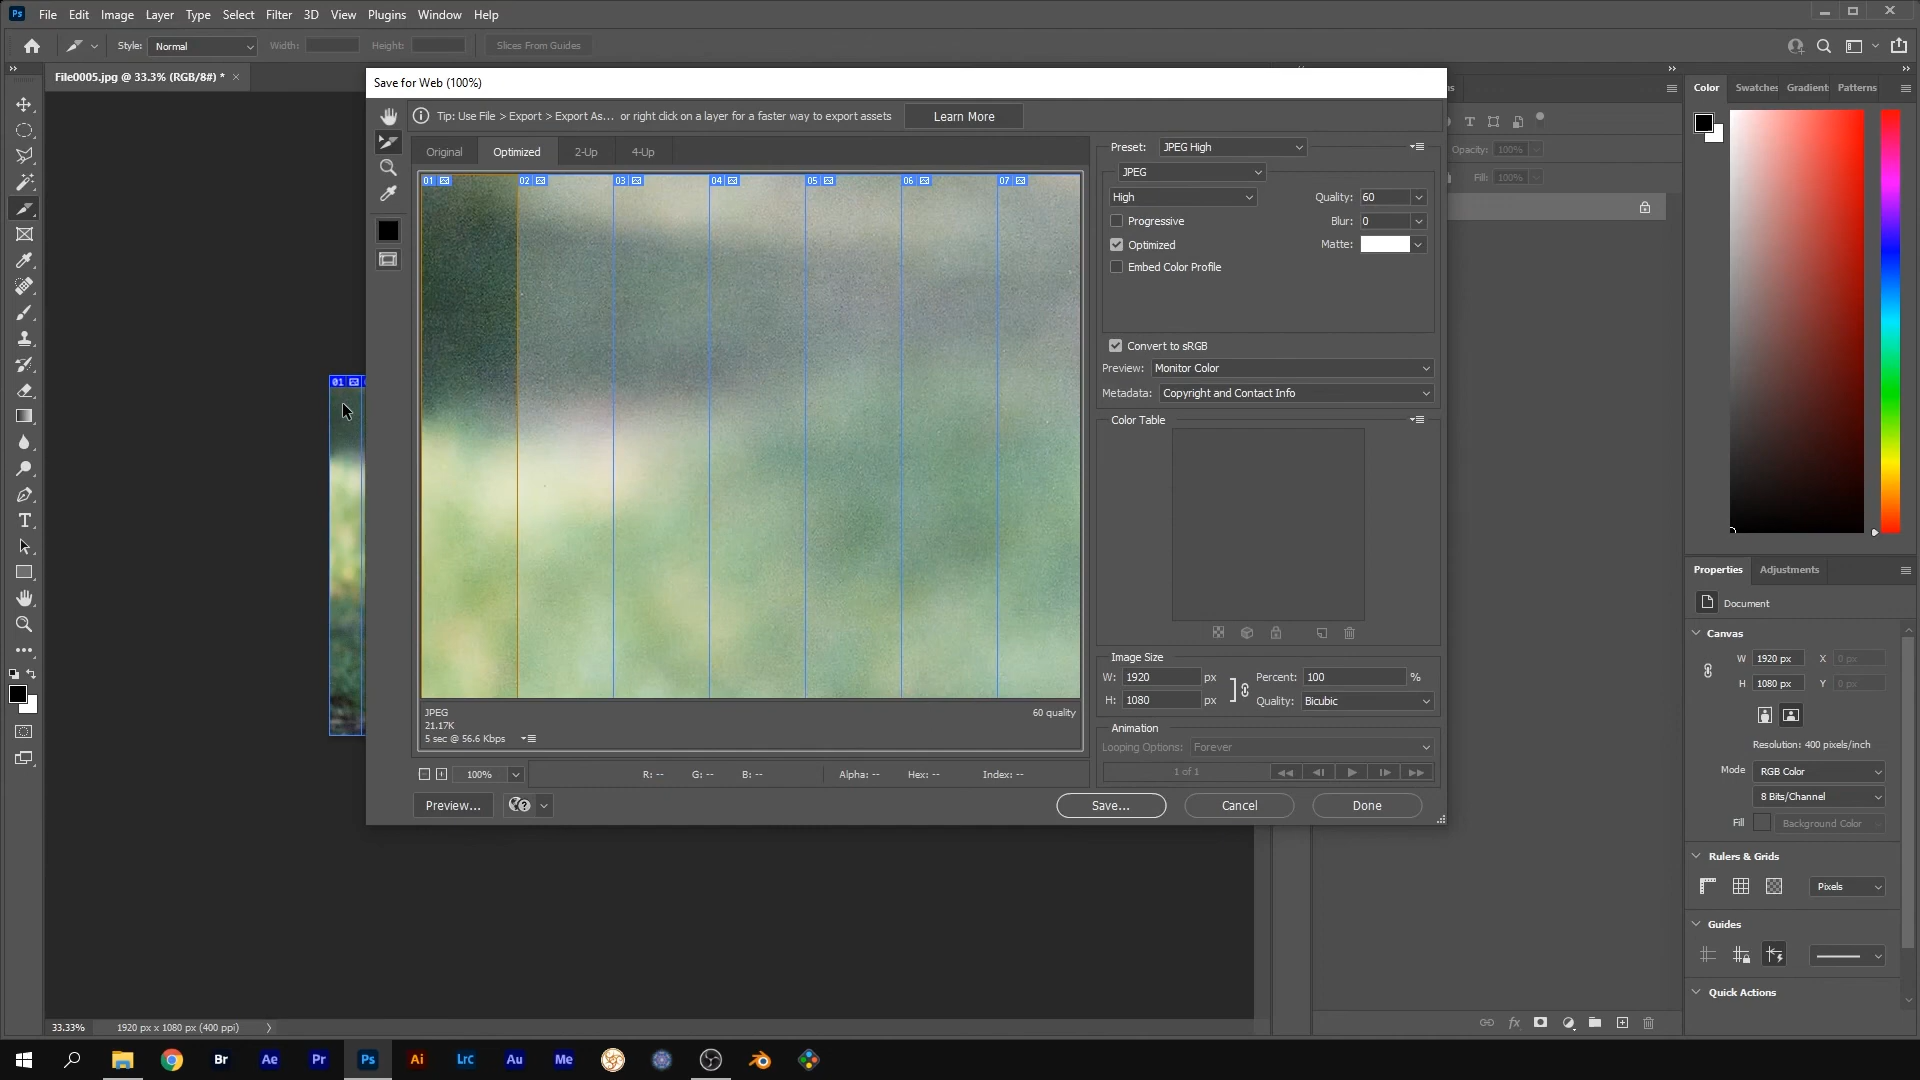 Ps File Edit Image Layer Type Select Filter 3D View Plugins Window Help
Style: Normal Width: Height: Slices From Guides
File0005.jpg @ 33.3% (RGB/8#) * ×
Save for Web (100%)
Tip: Use File > Export > Export As... or right click on a layer for a faster way to export assets Learn More
Original Optimized 2-Up 4-Up
01 02 03 04 05 06 07
01
JPEG
21.17K
5 sec @ 56.6 Kbps
60 quality
100% R: -- G: -- B: -- Alpha: -- Hex: -- Index: --
Preview... Save... Cancel Done
Preset: JPEG High
JPEG
High Quality: 60
Progressive Blur: 0
Optimized Matte:
Embed Color Profile
Convert to sRGB
Preview: Monitor Color
Metadata: Copyright and Contact Info
Color Table
Image Size
W: 1920 px Percent: 100 %
H: 1080 px Quality: Bicubic
Animation
Looping Options: Forever
1 of 1
Opacity: 100%
Fill: 100%
Color Swatches Gradient Patterns
Properties Adjustments
Document
Canvas
W 1920 px X 0 px
H 1080 px Y 0 px
Resolution: 400 pixels/inch
Mode RGB Color
8 Bits/Channel
Fill Background Color
Rulers & Grids
Pixels
Guides
Quick Actions
33.33% 1920 px x 1080 px (400 ppi)
fx
Br Ae Pr Ps Ai LrC Au Me